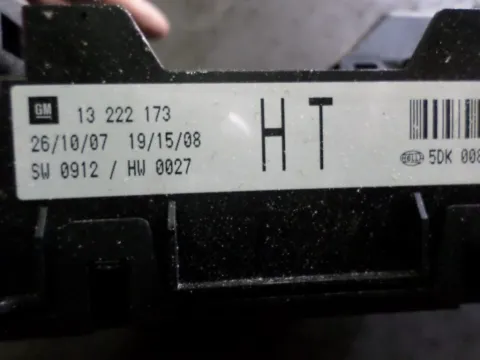 GM 13 222 173
26/10/07 19/15/08
SW 0912 / HW 0027
HT
HELLA 5DK 008